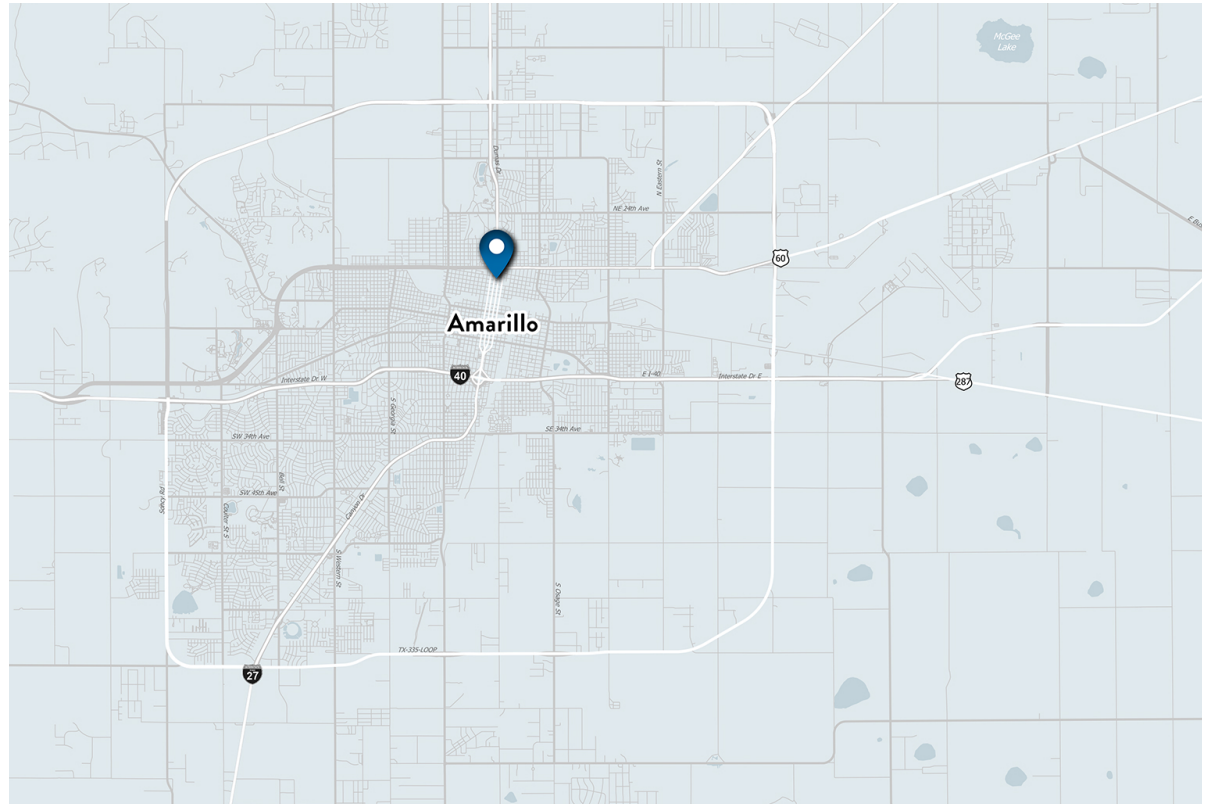 McGee
Lake
Dumas Dr
N Eastern St
NE 24th Ave
60
Amarillo
40
Interstate Dr W
E I-40
Interstate Dr E
287
S Georgia St
SW 34th Ave
SE 34th Ave
Bell St
SW 45th Ave
Soncy Rd
Coulter St S
Canyon Dr
S Western St
S Osage St
TX-335-LOOP
27